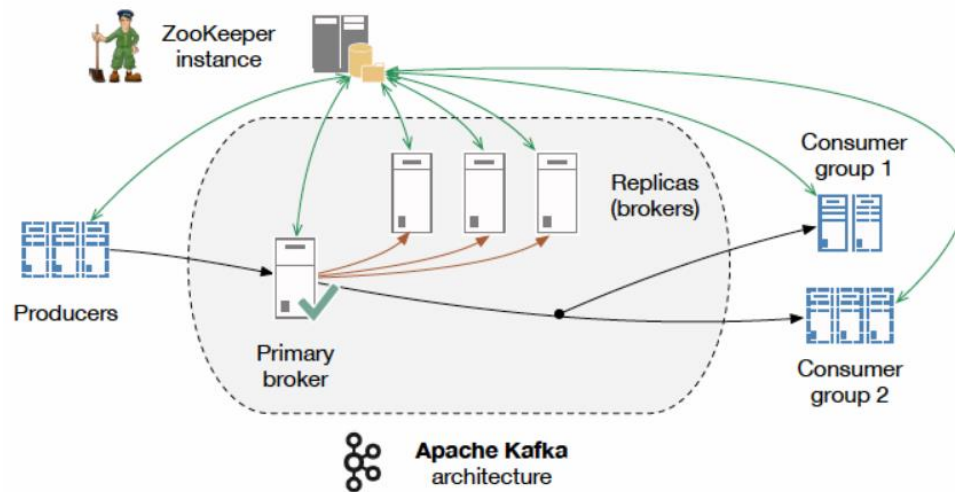 ZooKeeper
instance
Consumer
group 1
Replicas
(brokers)
Producers
Primary
broker
Consumer
group 2
Apache Kafka
architecture